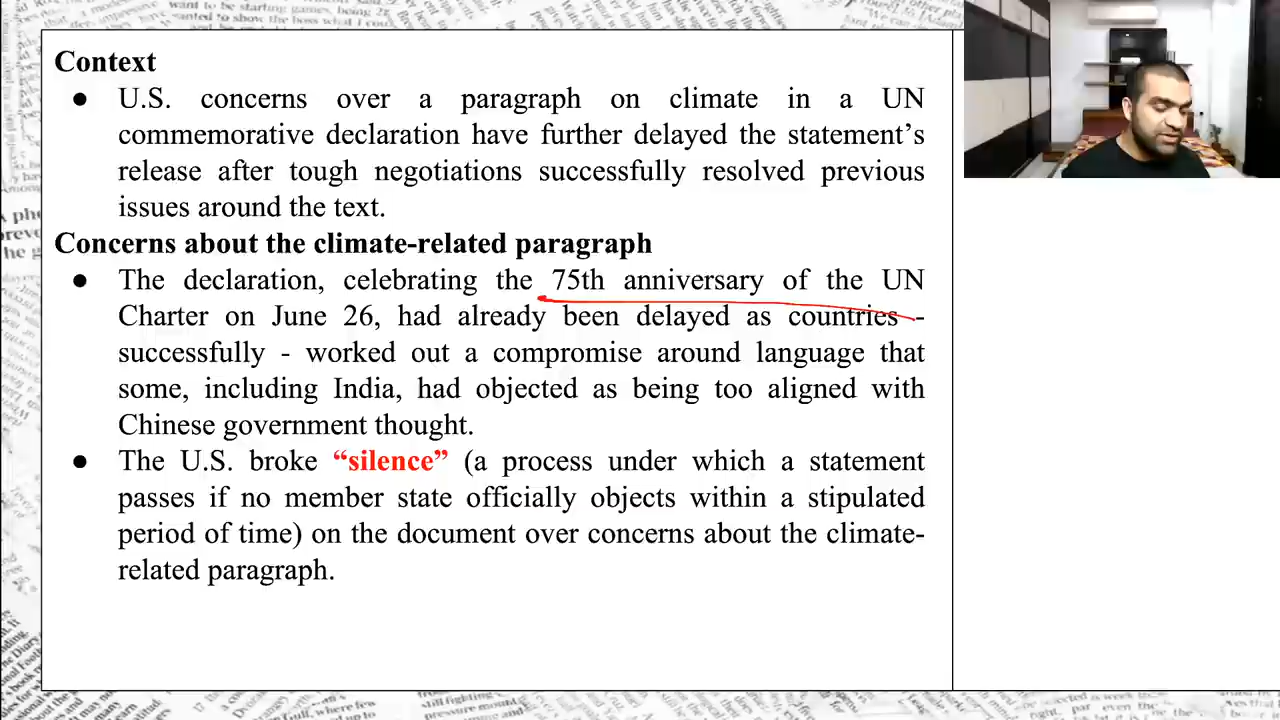 Context
● U.S. concerns over a paragraph on climate in a UN
commemorative declaration have further delayed the statement's
release after tough negotiations successfully resolved previous
issues around the text.
Concerns about the climate-related paragraph
● The declaration, celebrating the 75th anniversary of the UN
Charter on June 26, had already been delayed as countries -
successfully - worked out a compromise around language that
some, including India, had objected as being too aligned with
Chinese government thought.
● The U.S. broke “silence” (a process under which a statement
passes if no member state officially objects within a stipulated
period of time) on the document over concerns about the climate-
related paragraph.